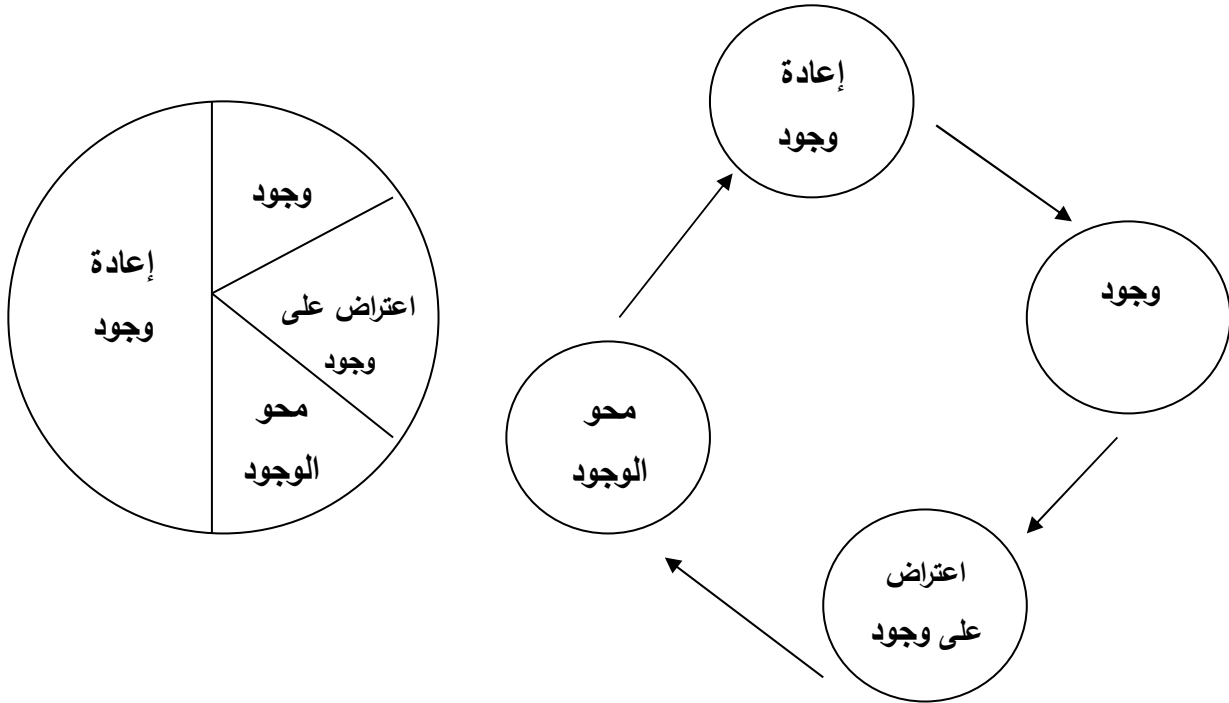 إعادة
وجود
وجود
اعتراض
على وجود
محو
الوجود
وجود
اعتراض على
وجود
محو
الوجود
إعادة
وجود